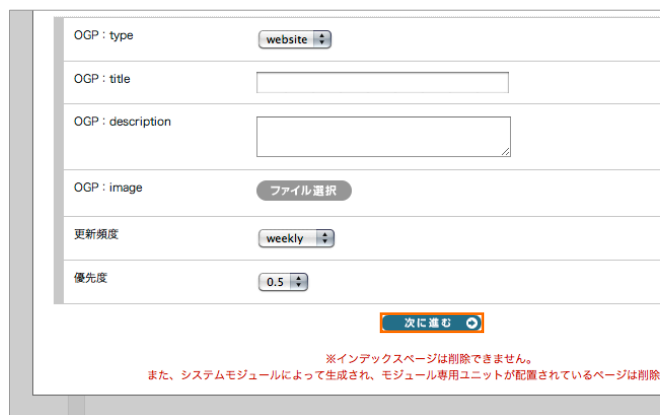 OGP：type
website
OGP：title
OGP：description
OGP：image
ファイル選択
更新頻度
weekly
優先度
0.5
次に進む
※インデックスページは削除できません。
また、システムモジュールによって生成され、モジュール専用ユニットが配置されているページは削除